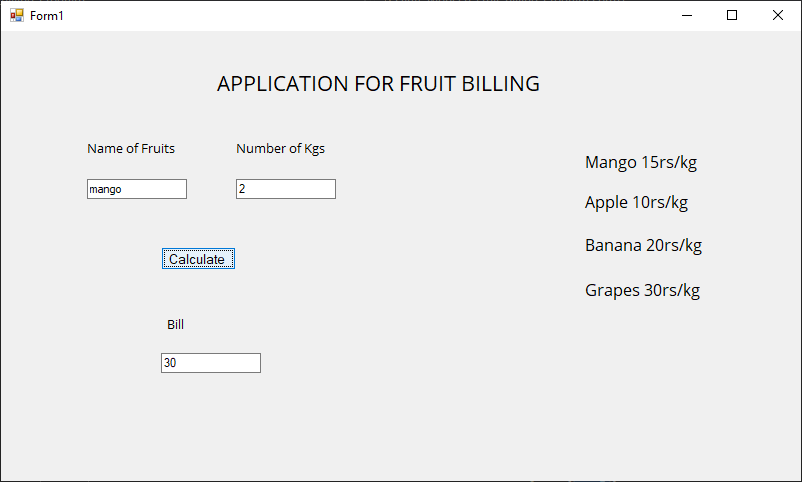 Form1
APPLICATION FOR FRUIT BILLING
Name of Fruits
Number of Kgs
mango
2
Calculate
Bill
30
Mango 15rs/kg
Apple 10rs/kg
Banana 20rs/kg
Grapes 30rs/kg